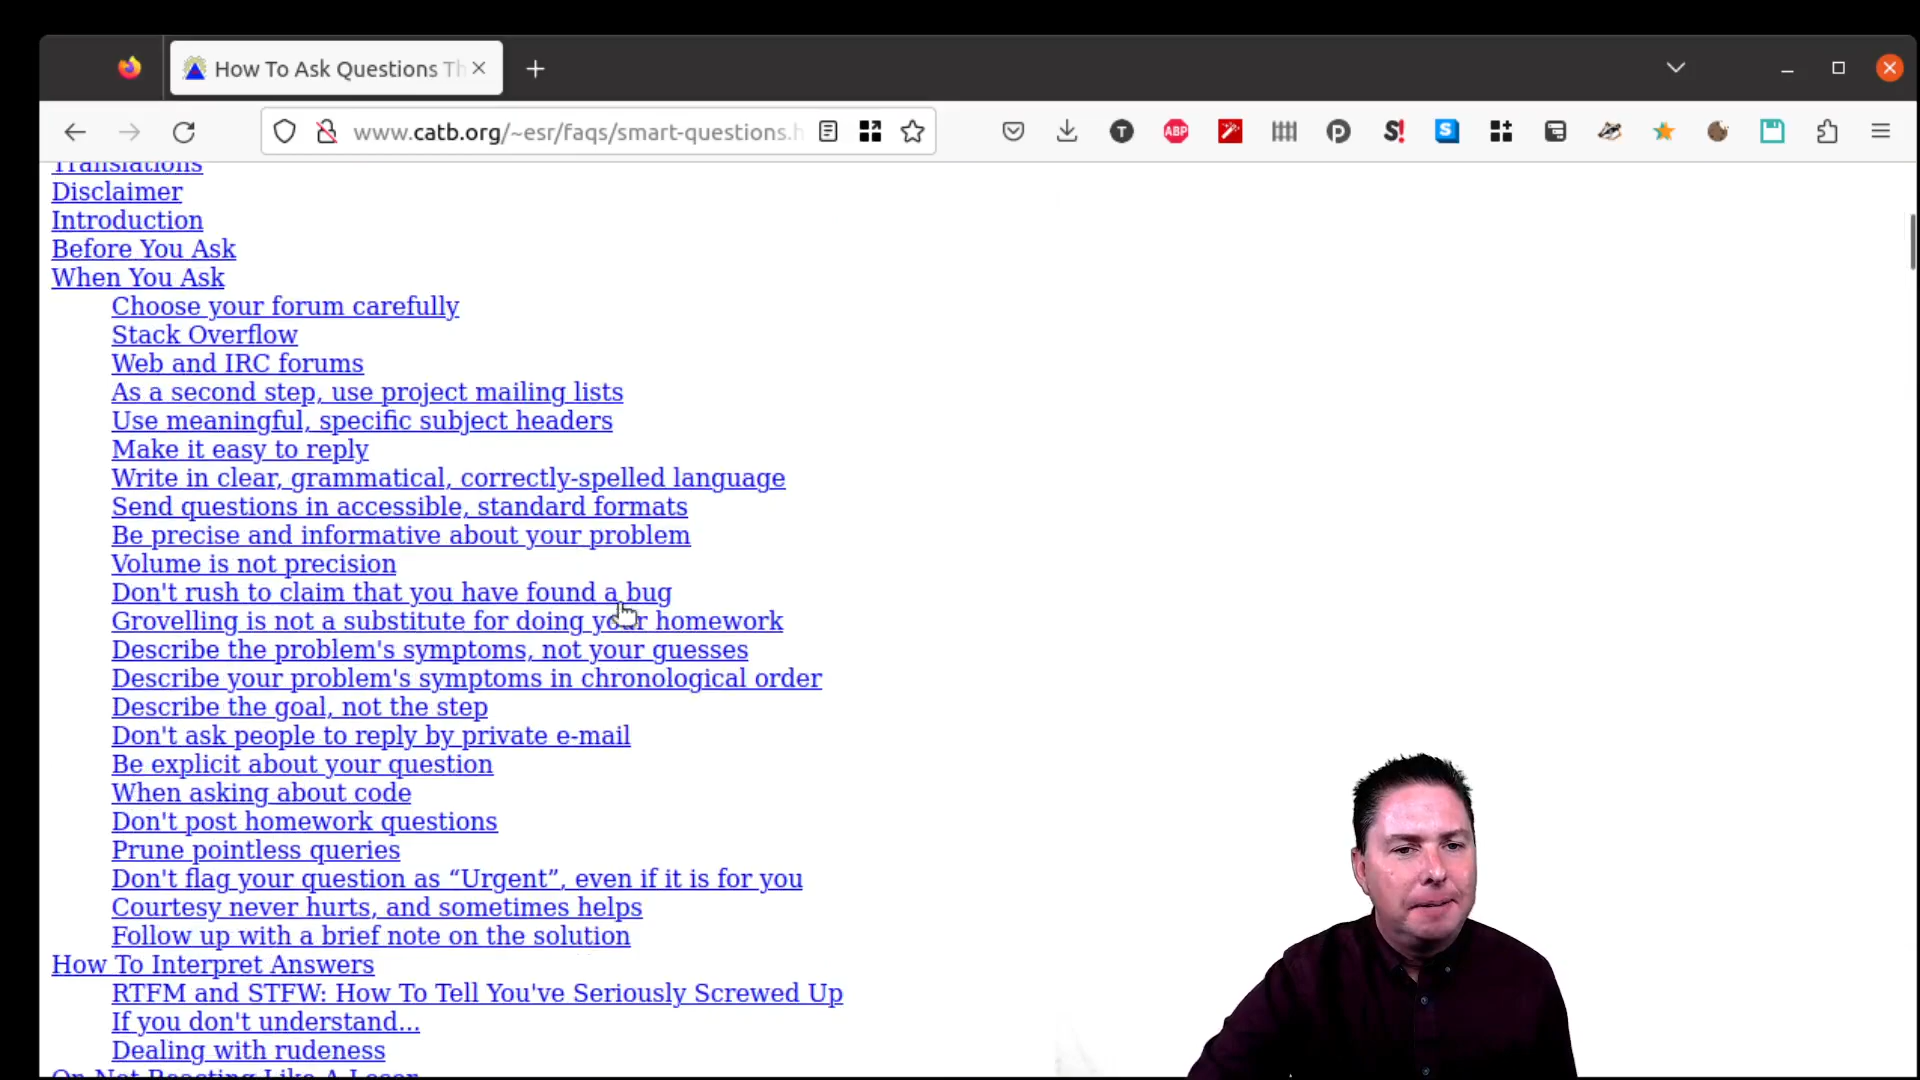 How To Ask Questions Th
www.catb.org/~esr/faqs/smart-questions.h
T
ABP
S!
S
Translations
Disclaimer
Introduction
Before You Ask
When You Ask
Choose your forum carefully
Stack Overflow
Web and IRC forums
As a second step, use project mailing lists
Use meaningful, specific subject headers
Make it easy to reply
Write in clear, grammatical, correctly-spelled language
Send questions in accessible, standard formats
Be precise and informative about your problem
Volume is not precision
Don't rush to claim that you have found a bug
Grovelling is not a substitute for doing your homework
Describe the problem's symptoms, not your guesses
Describe your problem's symptoms in chronological order
Describe the goal, not the step
Don't ask people to reply by private e-mail
Be explicit about your question
When asking about code
Don't post homework questions
Prune pointless queries
Don't flag your question as “Urgent”, even if it is for you
Courtesy never hurts, and sometimes helps
Follow up with a brief note on the solution
How To Interpret Answers
RTFM and STFW: How To Tell You've Seriously Screwed Up
If you don't understand...
Dealing with rudeness
On Not Reacting Like A Loser